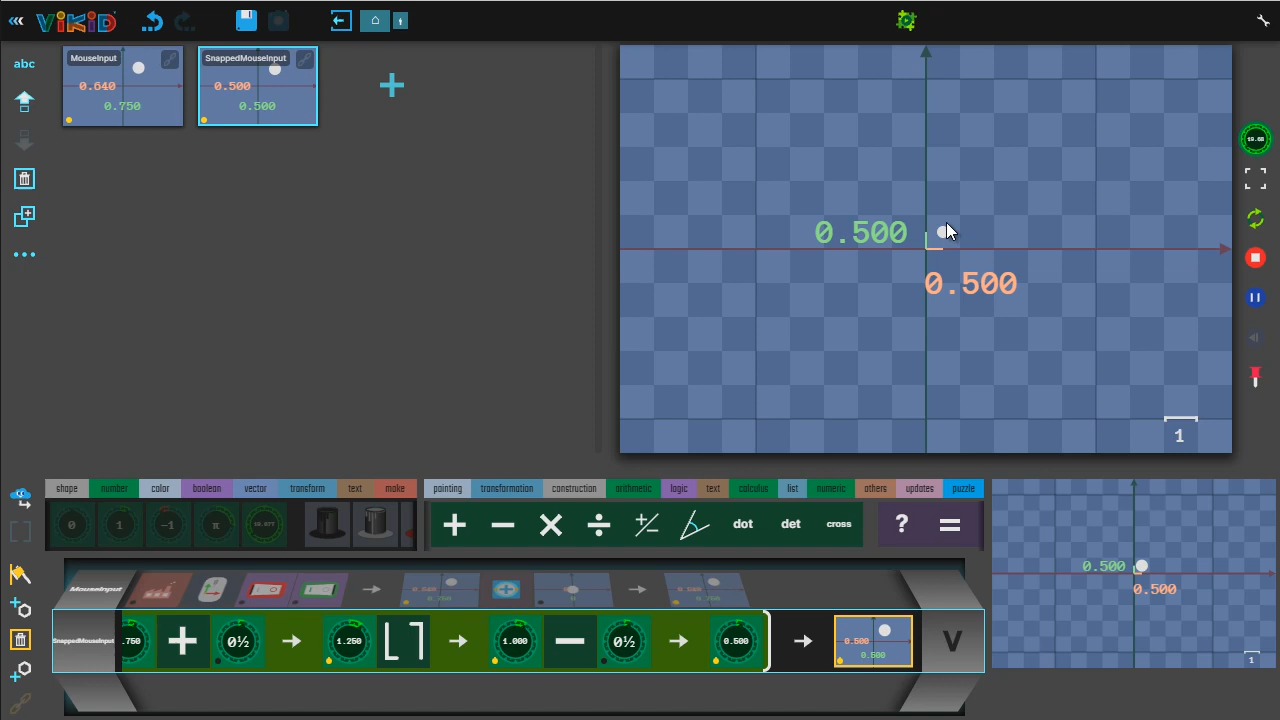 ViKiD
abc
MouseInput
0.640
0.750
SnappedMouseInput
0.500
0.500
0.500
0.500
1
19.68
shape number color boolean vector transform text make
painting transformation construction arithmetic logic text calculus list numeric others updates puzzle
0 1 −1 π
+ − × ÷ +/− dot det cross ? =
MouseInput
SnappedMouseInput .750 + 0½ → 1.250 → 1.000 − 0½ → 0.500 → 0.500
0.500
V
0.500
0.500
1